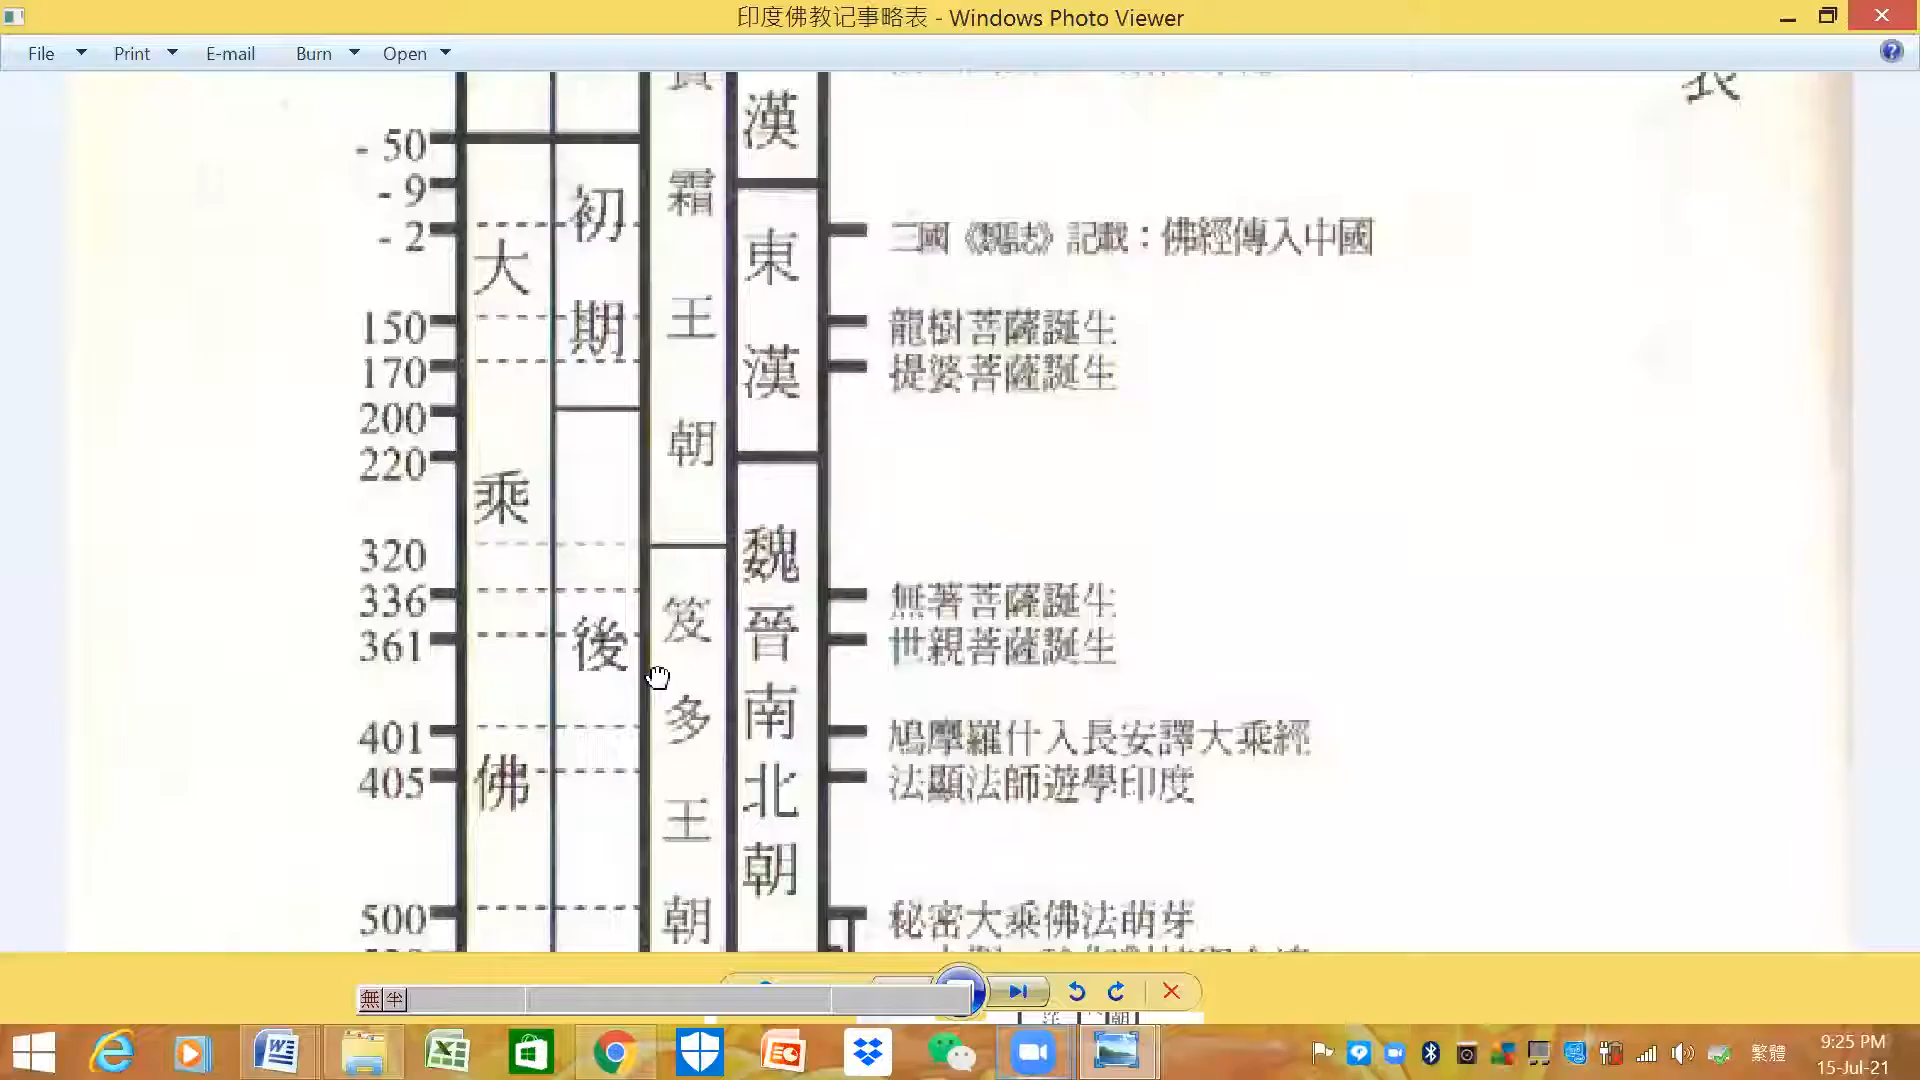 印度佛教记事略表 - Windows Photo Viewer
File Print E-mail Burn Open
表
霜王朝
漢
- 50
- 9
- 2 三國《魏志》記載：佛經傳入中國
初期
東漢
大乘佛
150 龍樹菩薩誕生
170 提婆菩薩誕生
200
220
320
魏晉南北朝
336 無著菩薩誕生
笈多王朝
361 世親菩薩誕生
後
401 鳩摩羅什入長安譯大乘經
405 法顯法師遊學印度
500 秘密大乘佛法萌芽
無 半
繁體
9:25 PM
15-Jul-21